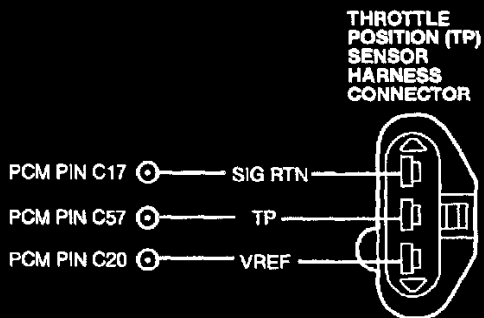 THROTTLE
POSITION (TP)
SENSOR
HARNESS
CONNECTOR
PCM PIN C17 SIG RTN
PCM PIN C57 TP
PCM PIN C20 VREF